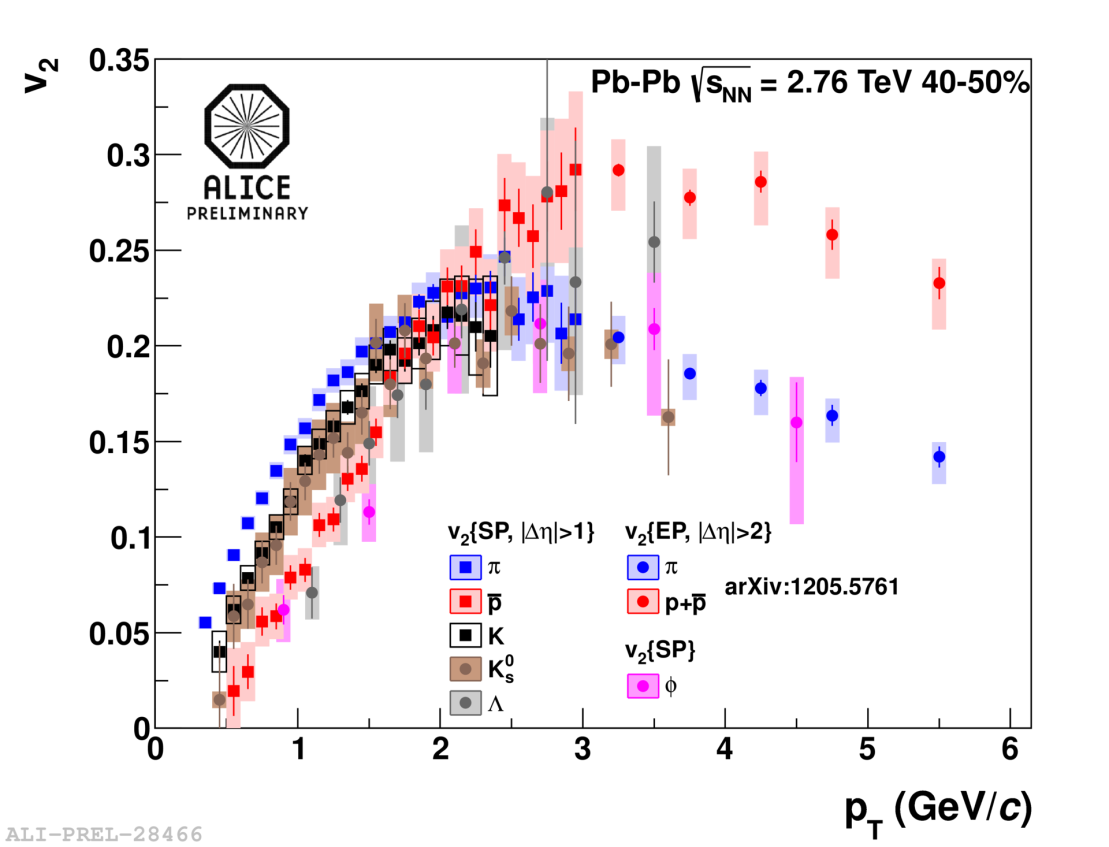 v2
0.35
0.3
0.25
0.2
0.15
0.1
0.05
0
Pb-Pb √sNN = 2.76 TeV 40-50%
ALICE
PRELIMINARY
v2{SP, |Δη|>1}
π
p̅
K
K0s
Λ
v2{EP, |Δη|>2}
π
p+p̅
arXiv:1205.5761
v2{SP}
ϕ
0 1 2 3 4 5 6
pT (GeV/c)
ALI-PREL-28466